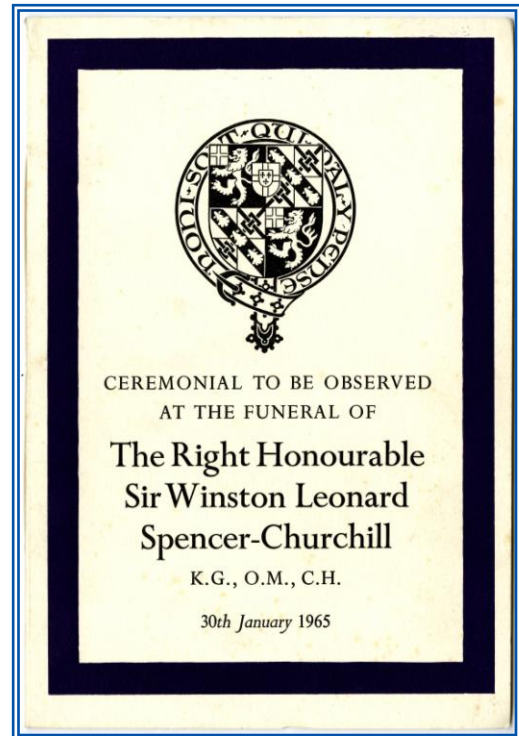 HONI·SOIT·QUI·MAL·Y·PENSE
CEREMONIAL TO BE OBSERVED
AT THE FUNERAL OF
The Right Honourable
Sir Winston Leonard
Spencer-Churchill
K.G., O.M., C.H.
30th January 1965